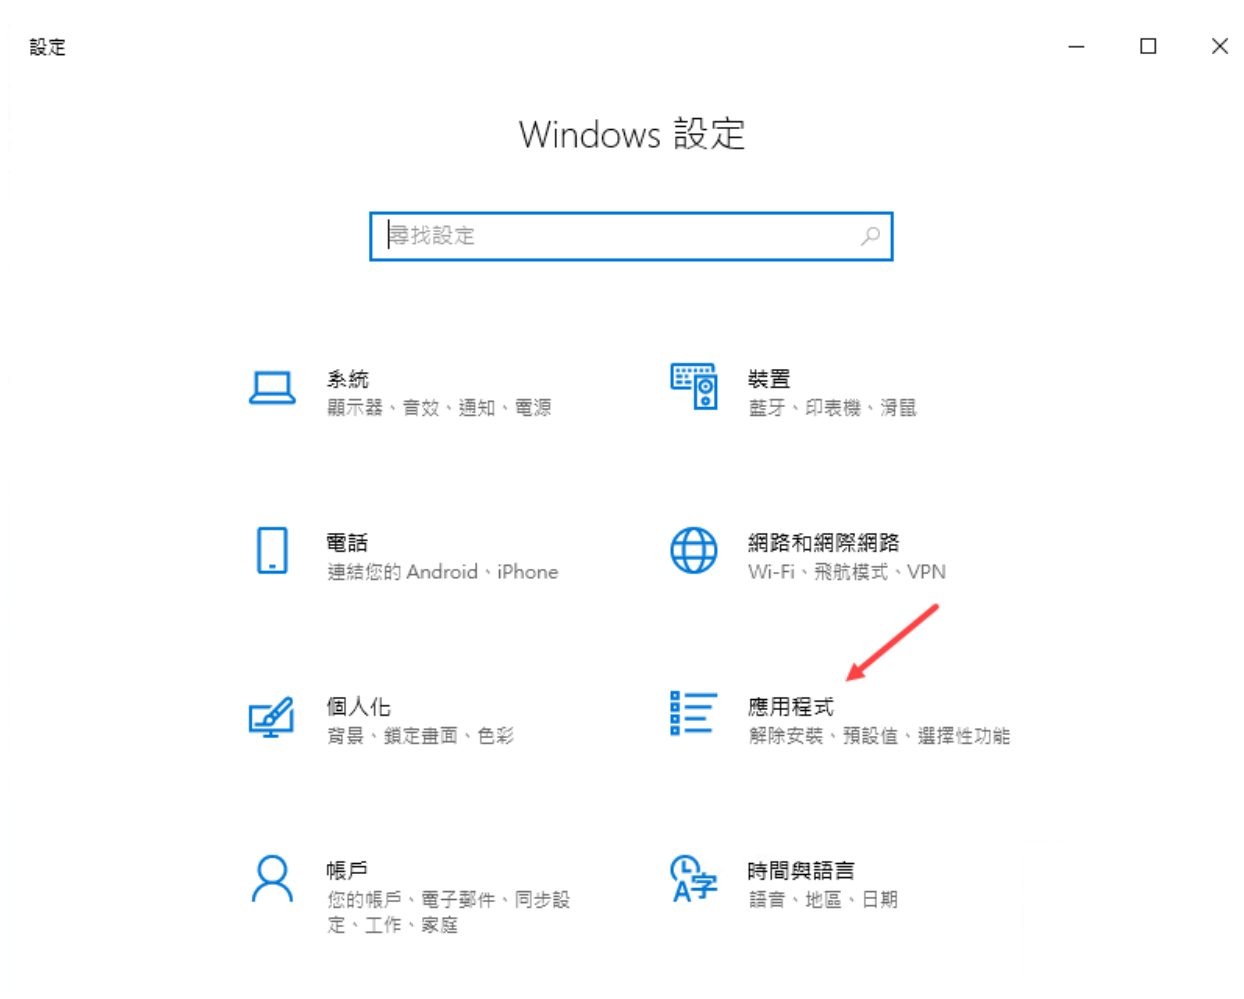 設定
Windows 設定
尋找設定
系統
顯示器、音效、通知、電源
裝置
藍牙、印表機、滑鼠
電話
連結您的 Android、iPhone
網路和網際網路
Wi-Fi、飛航模式、VPN
個人化
背景、鎖定畫面、色彩
應用程式
解除安裝、預設值、選擇性功能
帳戶
您的帳戶、電子郵件、同步設
定、工作、家庭
時間與語言
語音、地區、日期